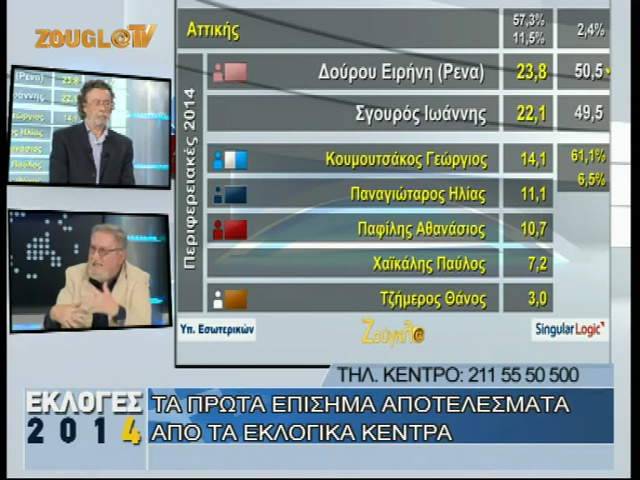 ZOUGL@TV
Αττικής
57,3%
11,5%
2,4%
Περιφερειακές 2014
Δούρου Ειρήνη (Ρενα) 23,8 50,5
Σγουρός Ιωάννης 22,1 49,5
Κουμουτσάκος Γεώργιος 14,1 61,1%
6,5%
Παναγιώταρος Ηλίας 11,1
Παφίλης Αθανάσιος 10,7
Χαϊκάλης Παύλος 7,2
Τζήμερος Θάνος 3,0
Υπ. Εσωτερικών
Ζούγκλ@
SingularLogic
ΤΗΛ. ΚΕΝΤΡΟ: 211 55 50 500
ΕΚΛΟΓΕΣ
2014
ΤΑ ΠΡΩΤΑ ΕΠΙΣΗΜΑ ΑΠΟΤΕΛΕΣΜΑΤΑ
ΑΠΟ ΤΑ ΕΚΛΟΓΙΚΑ ΚΕΝΤΡΑ